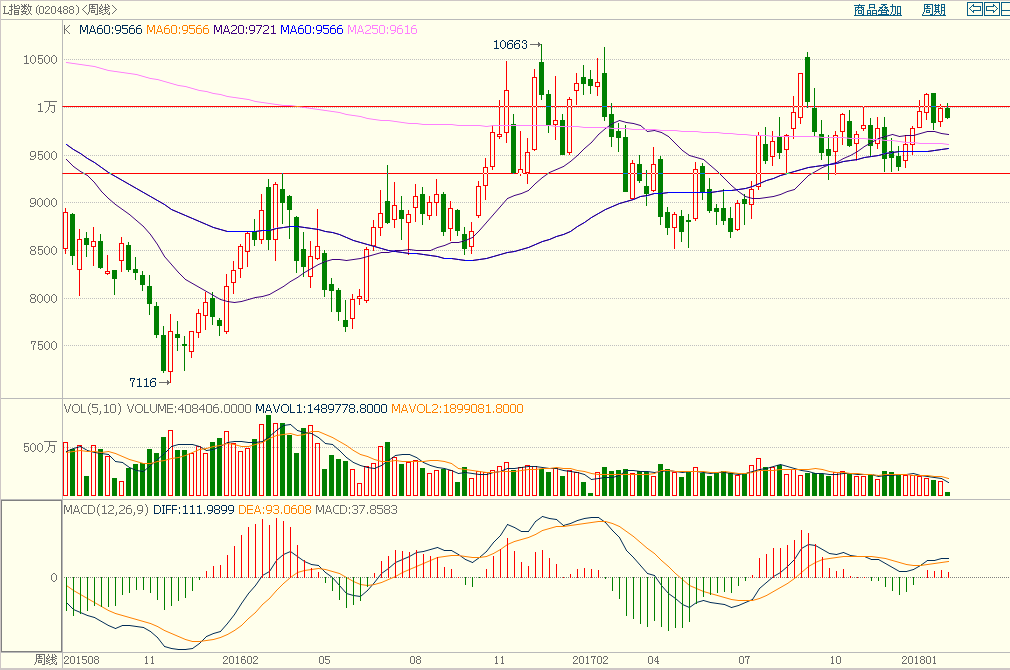 L指数(020488)<周线> 商品叠加 周期
K MA60:9566 MA60:9566 MA20:9721 MA60:9566 MA250:9616
10663
10500
1万
9500
9000
8500
8000
7500
7116
VOL(5,10) VOLUME:408406.0000 MAVOL1:1489778.8000 MAVOL2:1899081.8000
500万
MACD(12,26,9) DIFF:111.9899 DEA:93.0608 MACD:37.8583
0
周线 201508 11 201602 05 08 11 201702 04 07 10 201801